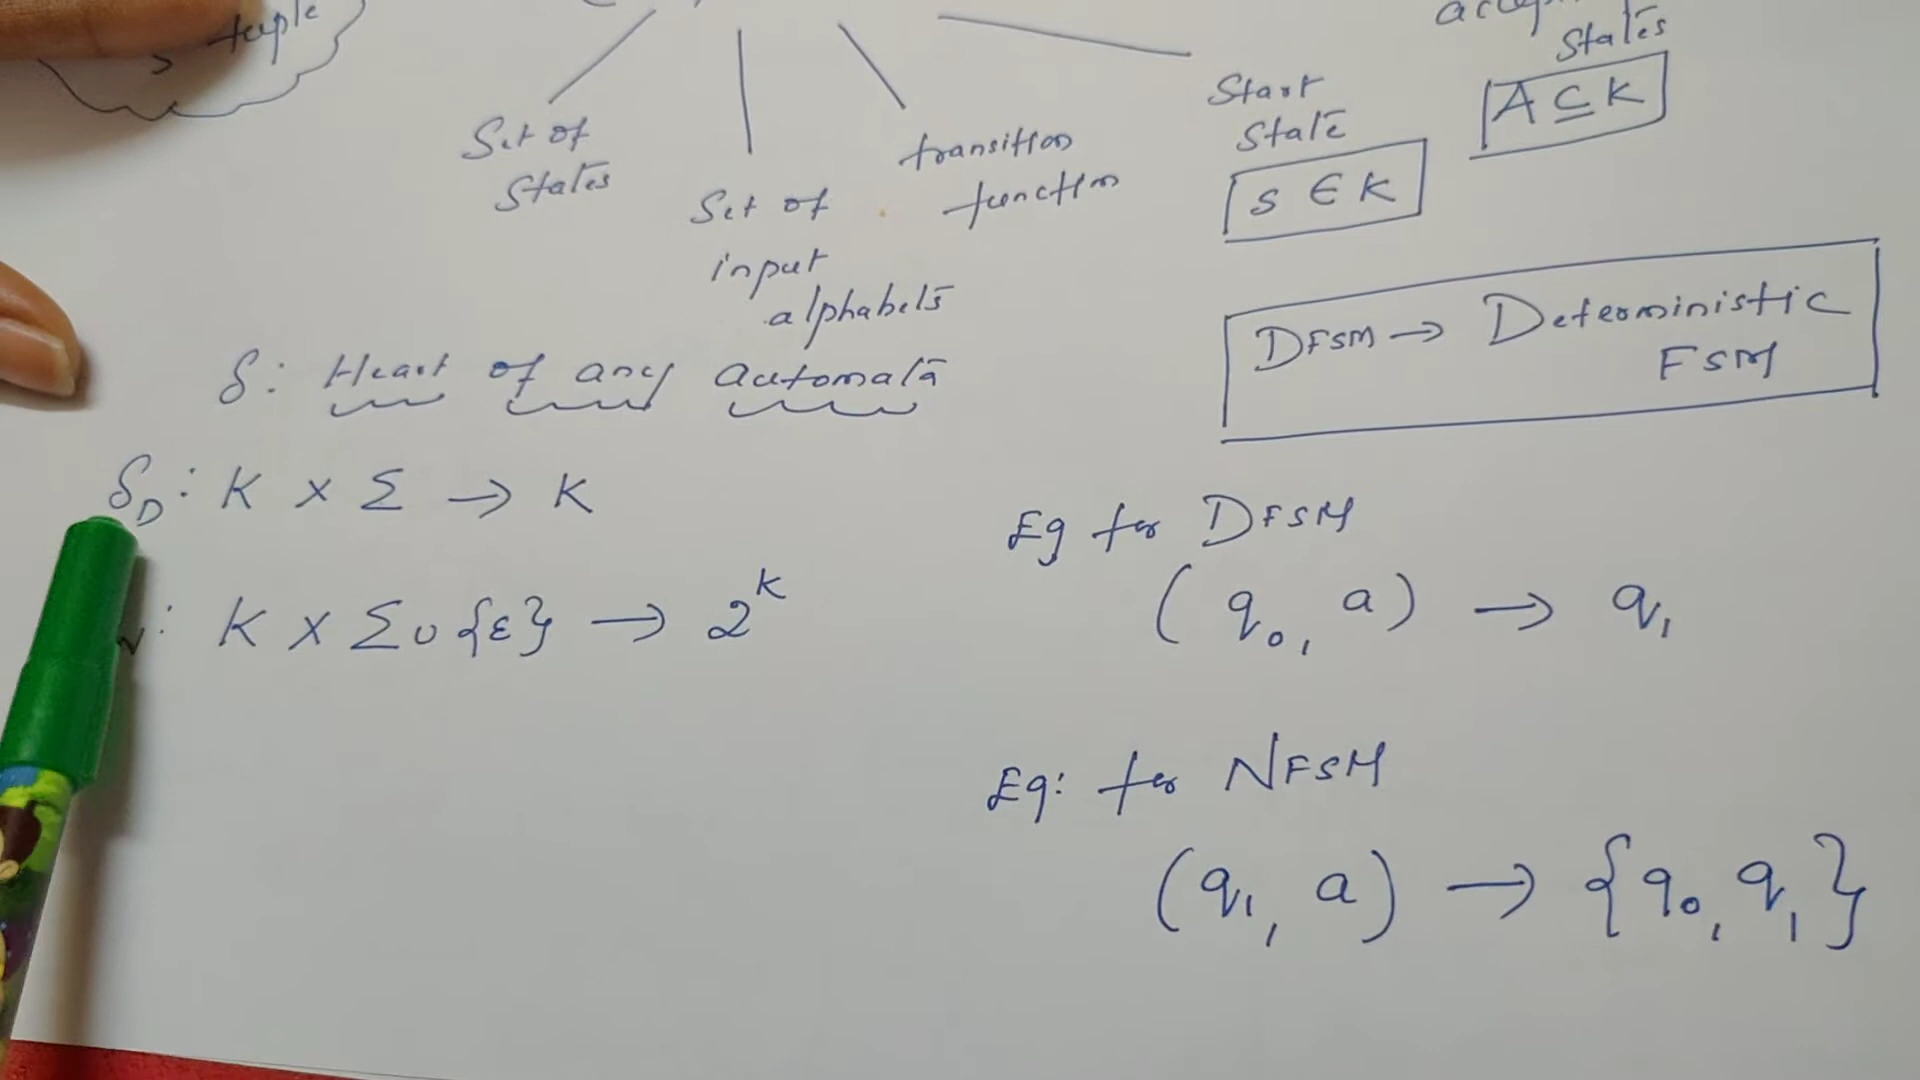 tuple
Set of
States
Set of
input
alphabets
transition
function
Start
State
S ∈ K
States
A ⊆ K
DFSM → Deterministic
FSM
δ: Heart of any automata
δD: K × Σ → K
N: K × Σ ∪ {ε} → 2^K
Eg for DFSM
(q0, a) → q1
Eg: for NFSM
(q1, a) → {q0, q1}